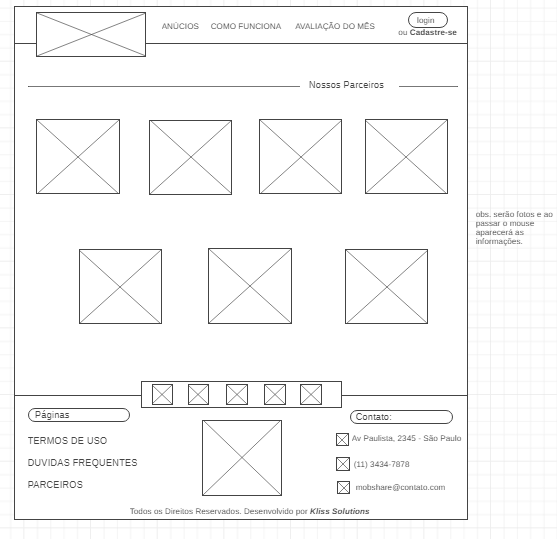 ANÚCIOS COMO FUNCIONA AVALIAÇÃO DO MÊS
login
ou Cadastre-se
Nossos Parceiros
obs. serão fotos e ao
passar o mouse
aparecerá as
informações.
Páginas
TERMOS DE USO
DUVIDAS FREQUENTES
PARCEIROS
Contato:
Av Paulista, 2345 - São Paulo
(11) 3434-7878
mobshare@contato.com
Todos os Direitos Reservados. Desenvolvido por Kliss Solutions